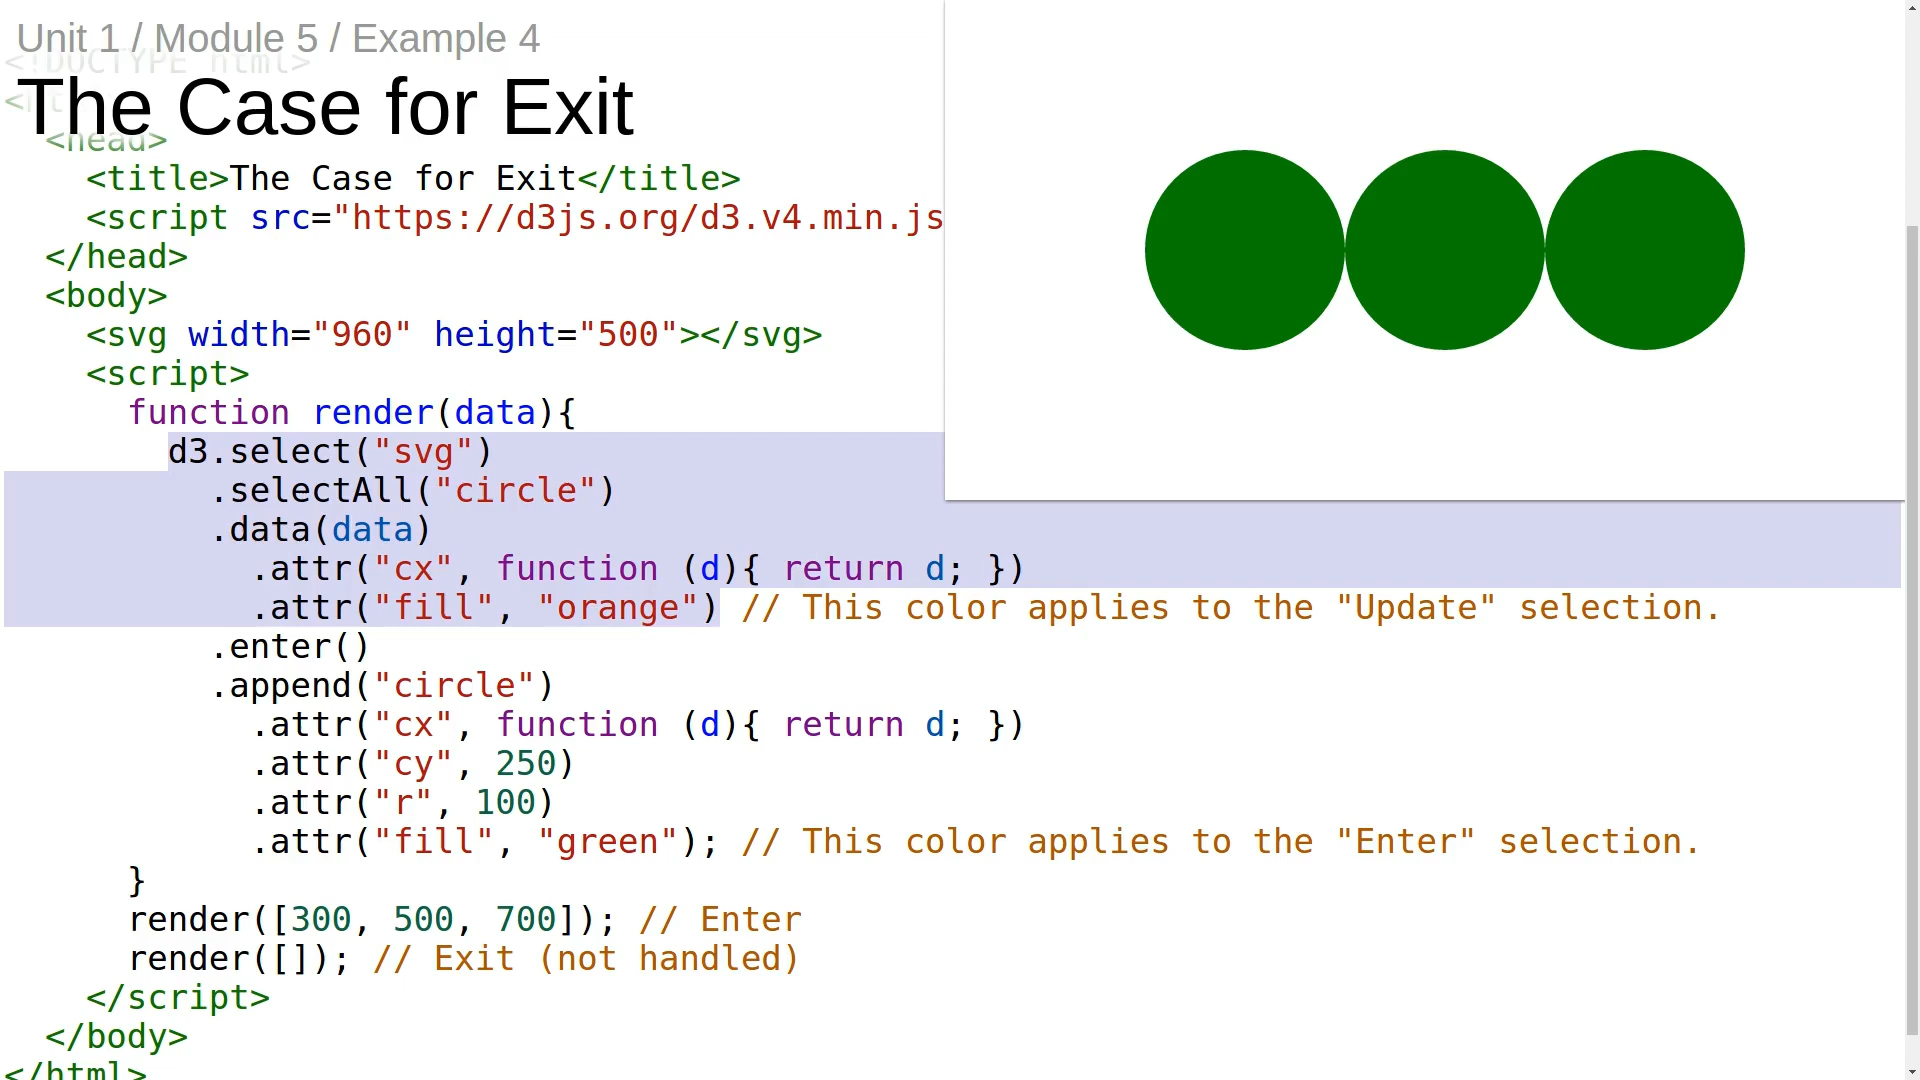 Unit 1 / Module 5 / Example 4
<!DOCTYPE html>
The Case for Exit
<head>
<title>The Case for Exit</title>
<script src="https://d3js.org/d3.v4.min.js
</head>
<body>
<svg width="960" height="500"></svg>
<script>
function render(data){
d3.select("svg")
.selectAll("circle")
.data(data)
.attr("cx", function (d){ return d; })
.attr("fill", "orange") // This color applies to the "Update" selection.
.enter()
.append("circle")
.attr("cx", function (d){ return d; })
.attr("cy", 250)
.attr("r", 100)
.attr("fill", "green"); // This color applies to the "Enter" selection.
}
render([300, 500, 700]); // Enter
render([]); // Exit (not handled)
</script>
</body>
</html>